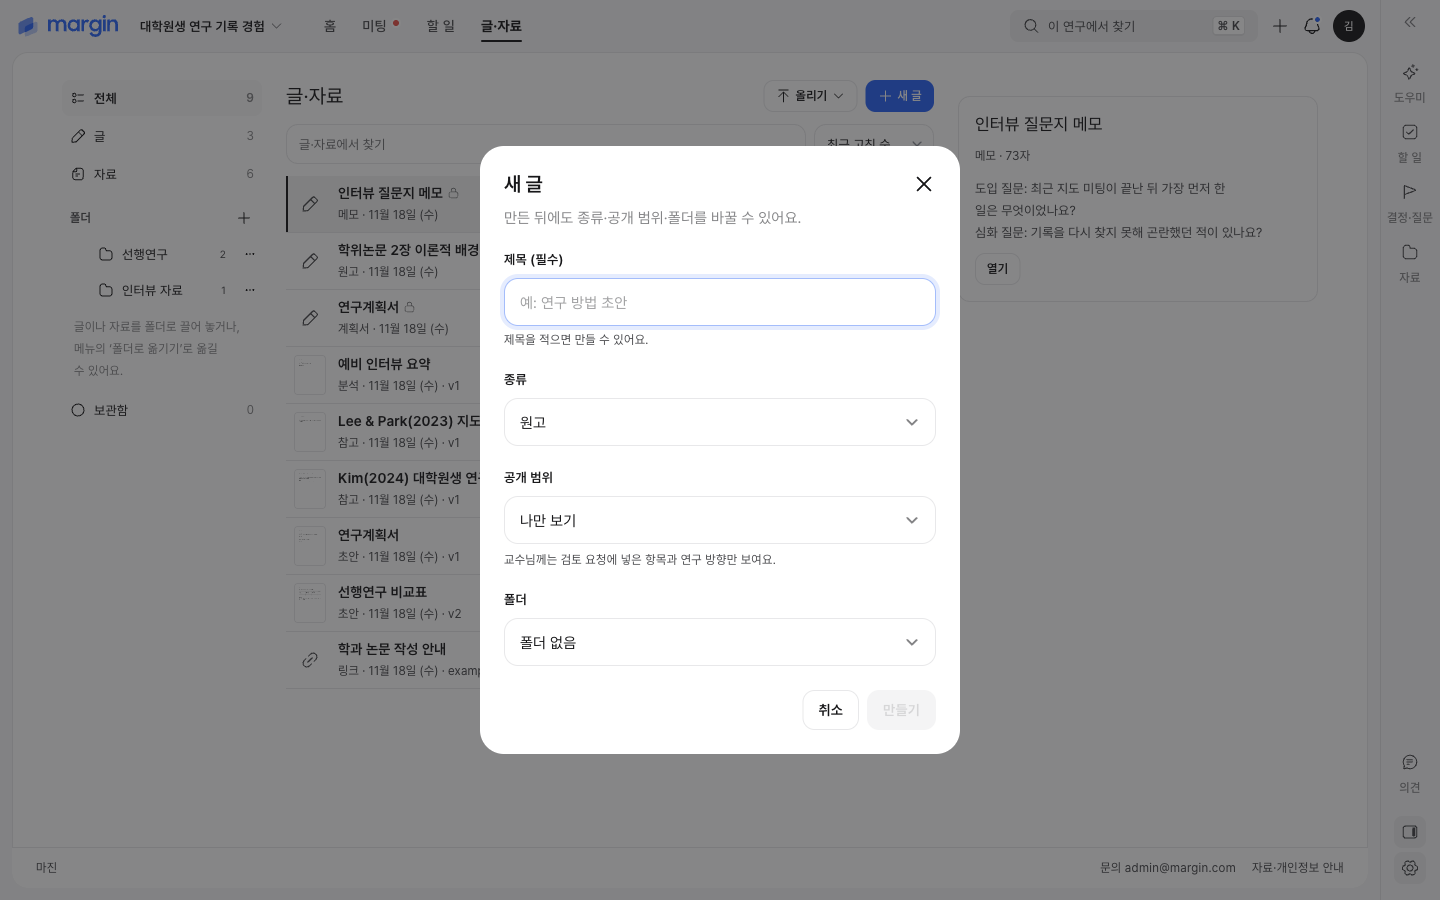 margin
대학원생 연구 기록 경험
홈
미팅
할 일
글·자료
이 연구에서 찾기
⌘ K
김
전체
9
글
3
자료
6
폴더
선행연구
2
인터뷰 자료
1
글이나 자료를 폴더로 끌어 놓거나,
메뉴의 '폴더로 옮기기'로 옮길
수 있어요.
보관함
0
글·자료
올리기
새 글
글·자료에서 찾기
최근 고친 순
인터뷰 질문지 메모
메모 · 11월 18일 (수)
학위논문 2장 이론적 배경
원고 · 11월 18일 (수)
연구계획서
계획서 · 11월 18일 (수)
예비 인터뷰 요약
분석 · 11월 18일 (수) · v1
Lee & Park(2023) 지도
참고 · 11월 18일 (수) · v1
Kim(2024) 대학원생
참고 · 11월 18일 (수) · v1
연구계획서
초안 · 11월 18일 (수) · v1
선행연구 비교표
초안 · 11월 18일 (수) · v2
학과 논문 작성 안내
링크 · 11월 18일 (수) ·
새 글
만든 뒤에도 종류·공개 범위·폴더를 바꿀 수 있어요.
제목 (필수)
예: 연구 방법 초안
제목을 적으면 만들 수 있어요.
종류
원고
공개 범위
나만 보기
교수님께는 검토 요청에 넣은 항목과 연구 방향만 보여요.
폴더
폴더 없음
취소
만들기
인터뷰 질문지 메모
메모 · 73자
도입 질문: 최근 지도 미팅이 끝난 뒤 가장 먼저 한
일은 무엇이었나요?
심화 질문: 기록을 다시 찾지 못해 곤란했던 적이 있나요?
열기
도우미
할 일
결정·질문
자료
의견
마진
문의 admin@margin.com
자료·개인정보 안내